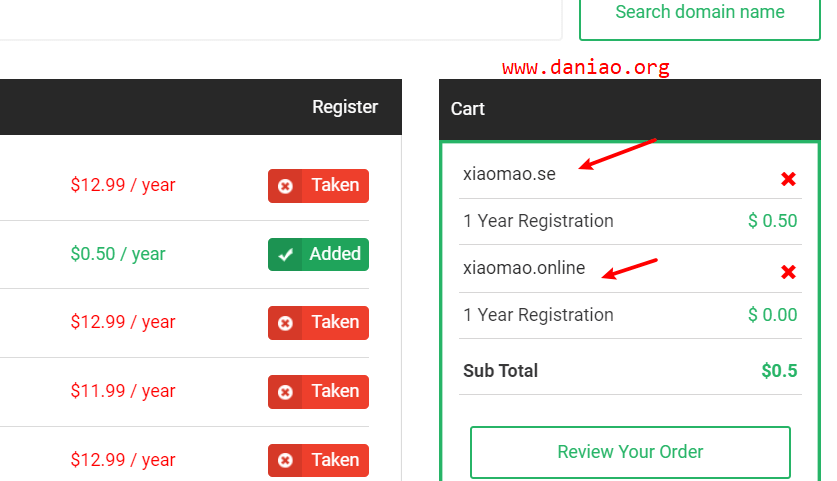 Search domain name
www.daniao.org
Register
$12.99 / year
Taken
$0.50 / year
Added
$12.99 / year
Taken
$11.99 / year
Taken
$12.99 / year
Taken
Cart
xiaomao.se
1 Year Registration
$ 0.50
xiaomao.online
1 Year Registration
$ 0.00
Sub Total
$0.5
Review Your Order